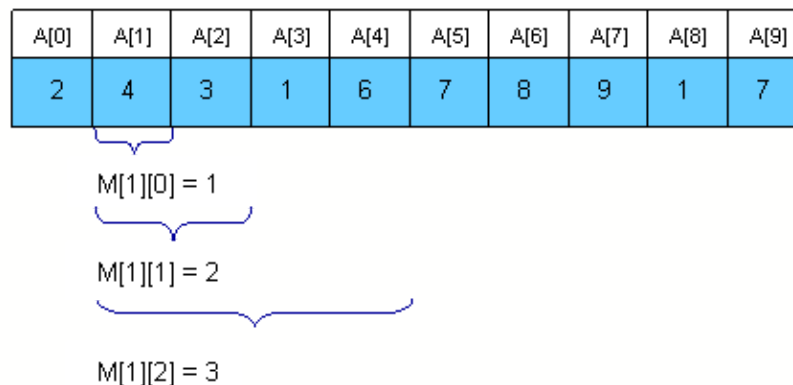 A[0] A[1] A[2] A[3] A[4] A[5] A[6] A[7] A[8] A[9]
2 4 3 1 6 7 8 9 1 7
M[1][0] = 1
M[1][1] = 2
M[1][2] = 3